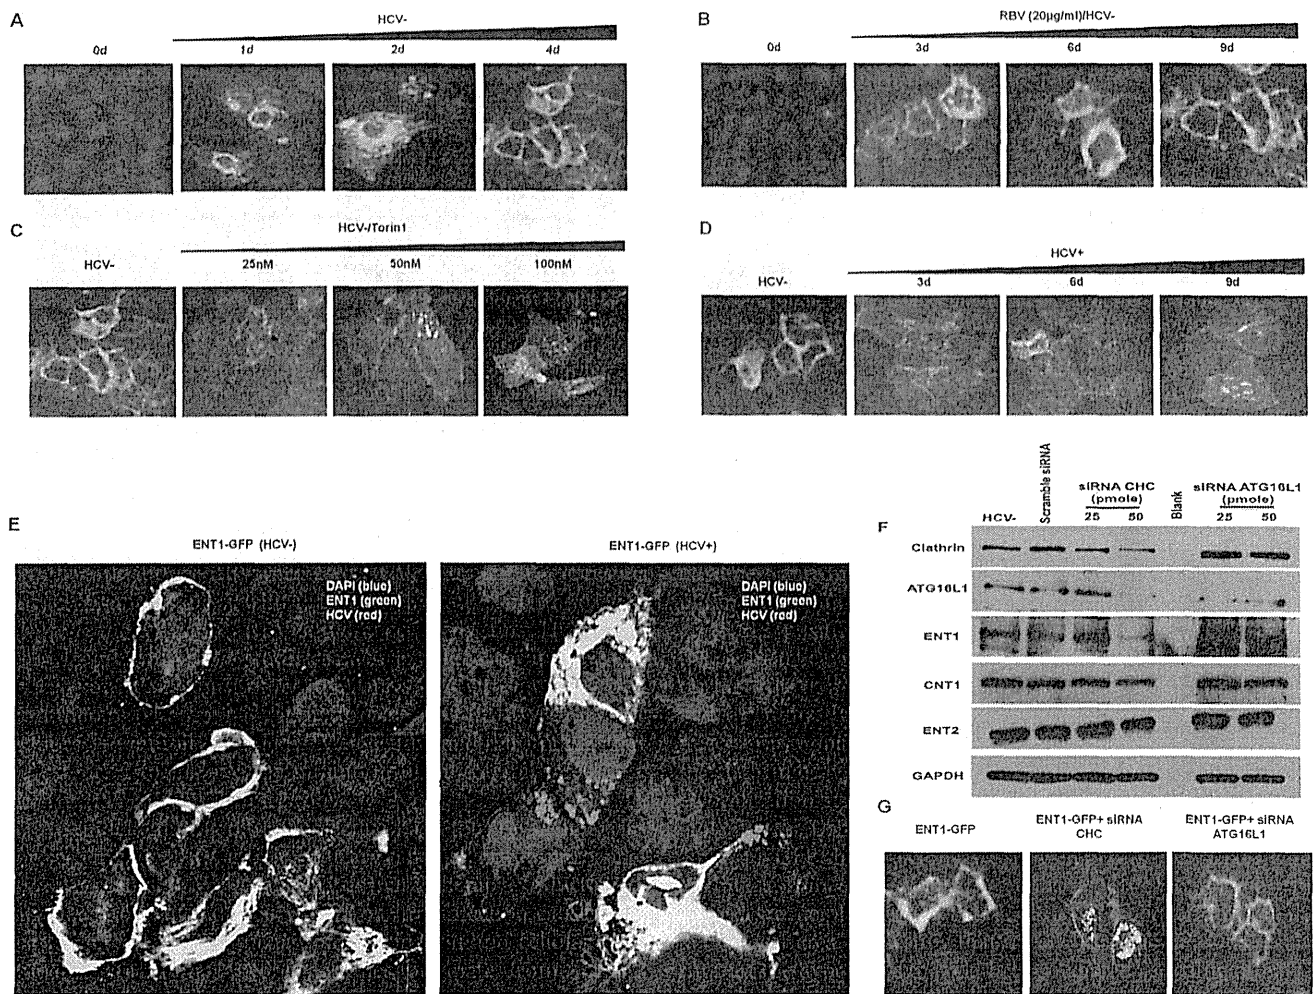 A
HCV-
0d 1d 2d 4d
B
RBV (20µg/ml)/HCV-
0d 3d 6d 9d
C
HCV-/Torin1
HCV- 25nM 50nM 100nM
D
HCV+
HCV- 3d 6d 9d
E
ENT1-GFP (HCV-)
DAPI (blue)
ENT1 (green)
HCV (red)
ENT1-GFP (HCV+)
DAPI (blue)
ENT1 (green)
HCV (red)
F
HCV-
Scramble siRNA
siRNA CHC
(pmole)
25 50
Blank
siRNA ATG16L1
(pmole)
25 50
Clathrin
ATG16L1
ENT1
CNT1
ENT2
GAPDH
G
ENT1-GFP
ENT1-GFP+ siRNA
CHC
ENT1-GFP+ siRNA
ATG16L1